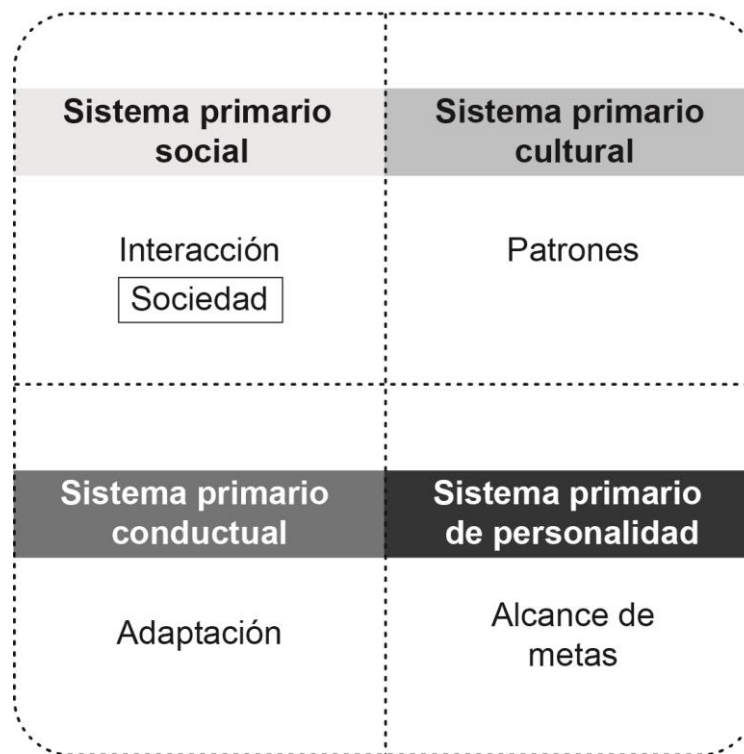 Sistema primario
social
Sistema primario
cultural
Interacción
Sociedad
Patrones
Sistema primario
conductual
Sistema primario
de personalidad
Adaptación
Alcance de
metas